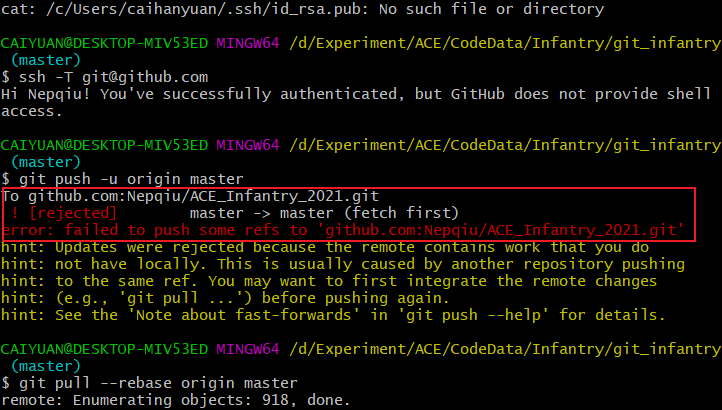 cat: /c/Users/caihanyuan/.ssh/id_rsa.pub: No such file or directory
CAIYUAN@DESKTOP-MIV53ED MINGW64 /d/Experiment/ACE/CodeData/Infantry/git_infantry
(master)
$ ssh -T git@github.com
Hi Nepqiu! You've successfully authenticated, but GitHub does not provide shell
access.
CAIYUAN@DESKTOP-MIV53ED MINGW64 /d/Experiment/ACE/CodeData/Infantry/git_infantry
(master)
$ git push -u origin master
To github.com:Nepqiu/ACE_Infantry_2021.git
! [rejected] master -> master (fetch first)
error: failed to push some refs to 'github.com:Nepqiu/ACE_Infantry_2021.git'
hint: Updates were rejected because the remote contains work that you do
hint: not have locally. This is usually caused by another repository pushing
hint: to the same ref. You may want to first integrate the remote changes
hint: (e.g., 'git pull ...') before pushing again.
hint: See the 'Note about fast-forwards' in 'git push --help' for details.
CAIYUAN@DESKTOP-MIV53ED MINGW64 /d/Experiment/ACE/CodeData/Infantry/git_infantry
(master)
$ git pull --rebase origin master
remote: Enumerating objects: 918, done.